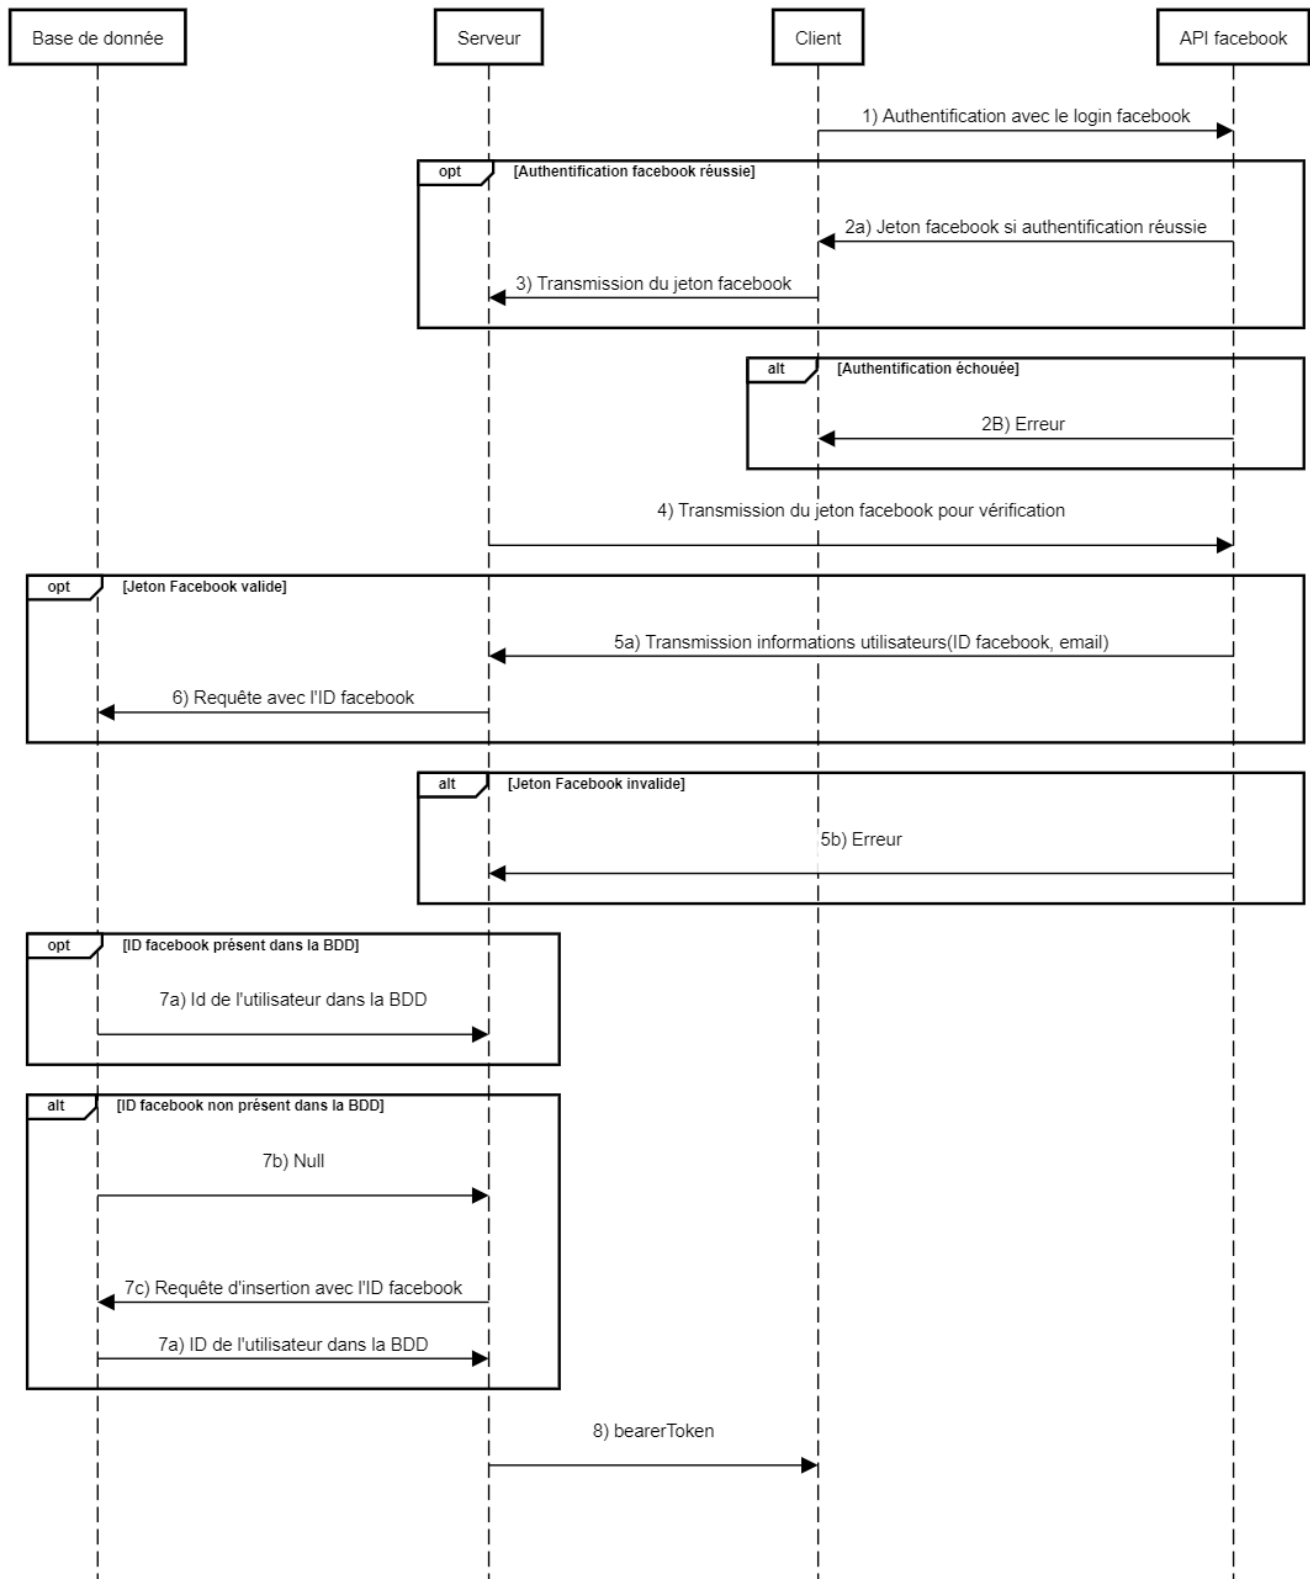 Base de donnée
Serveur
Client
API facebook
1) Authentification avec le login facebook
opt
[Authentification facebook réussie]
2a) Jeton facebook si authentification réussie
3) Transmission du jeton facebook
alt
[Authentification échouée]
2B) Erreur
4) Transmission du jeton facebook pour vérification
opt
[Jeton Facebook valide]
5a) Transmission informations utilisateurs(ID facebook, email)
6) Requête avec l'ID facebook
alt
[Jeton Facebook invalide]
5b) Erreur
opt
[ID facebook présent dans la BDD]
7a) Id de l'utilisateur dans la BDD
alt
[ID facebook non présent dans la BDD]
7b) Null
7c) Requête d'insertion avec l'ID facebook
7a) ID de l'utilisateur dans la BDD
8) bearerToken